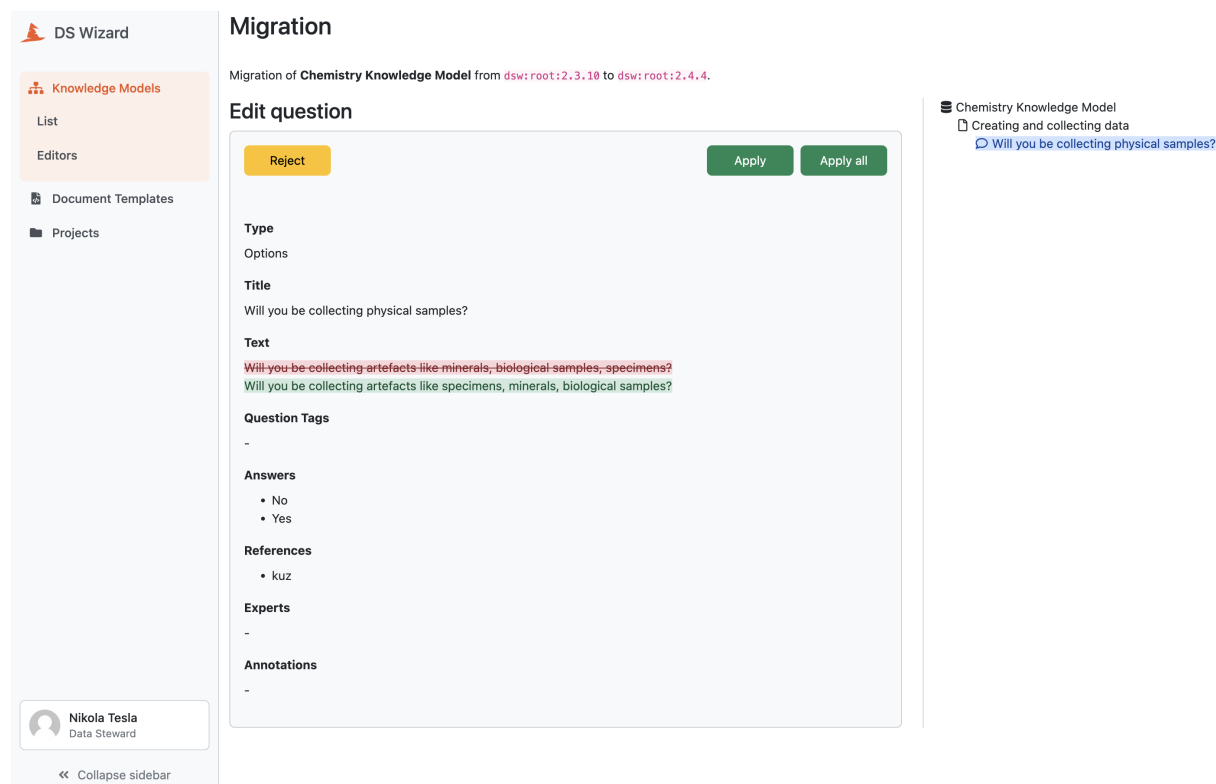 DS Wizard
Knowledge Models
List
Editors
Document Templates
Projects
Nikola Tesla
Data Steward
Collapse sidebar
Migration
Migration of Chemistry Knowledge Model from dsw:root:2.3.10 to dsw:root:2.4.4.
Edit question
Reject
Apply
Apply all
Type
Options
Title
Will you be collecting physical samples?
Text
Will you be collecting artefacts like minerals, biological samples, specimens?
Will you be collecting artefacts like specimens, minerals, biological samples?
Question Tags
-
Answers
• No
• Yes
References
• kuz
Experts
-
Annotations
-
Chemistry Knowledge Model
Creating and collecting data
Will you be collecting physical samples?